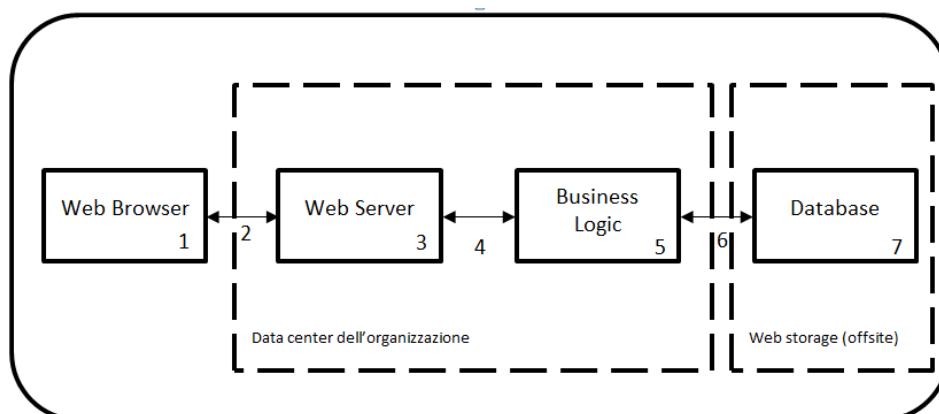 Web Browser
1
2
Web Server
3
4
Business
Logic
5
6
Database
7
Data center dell'organizzazione
Web storage (offsite)